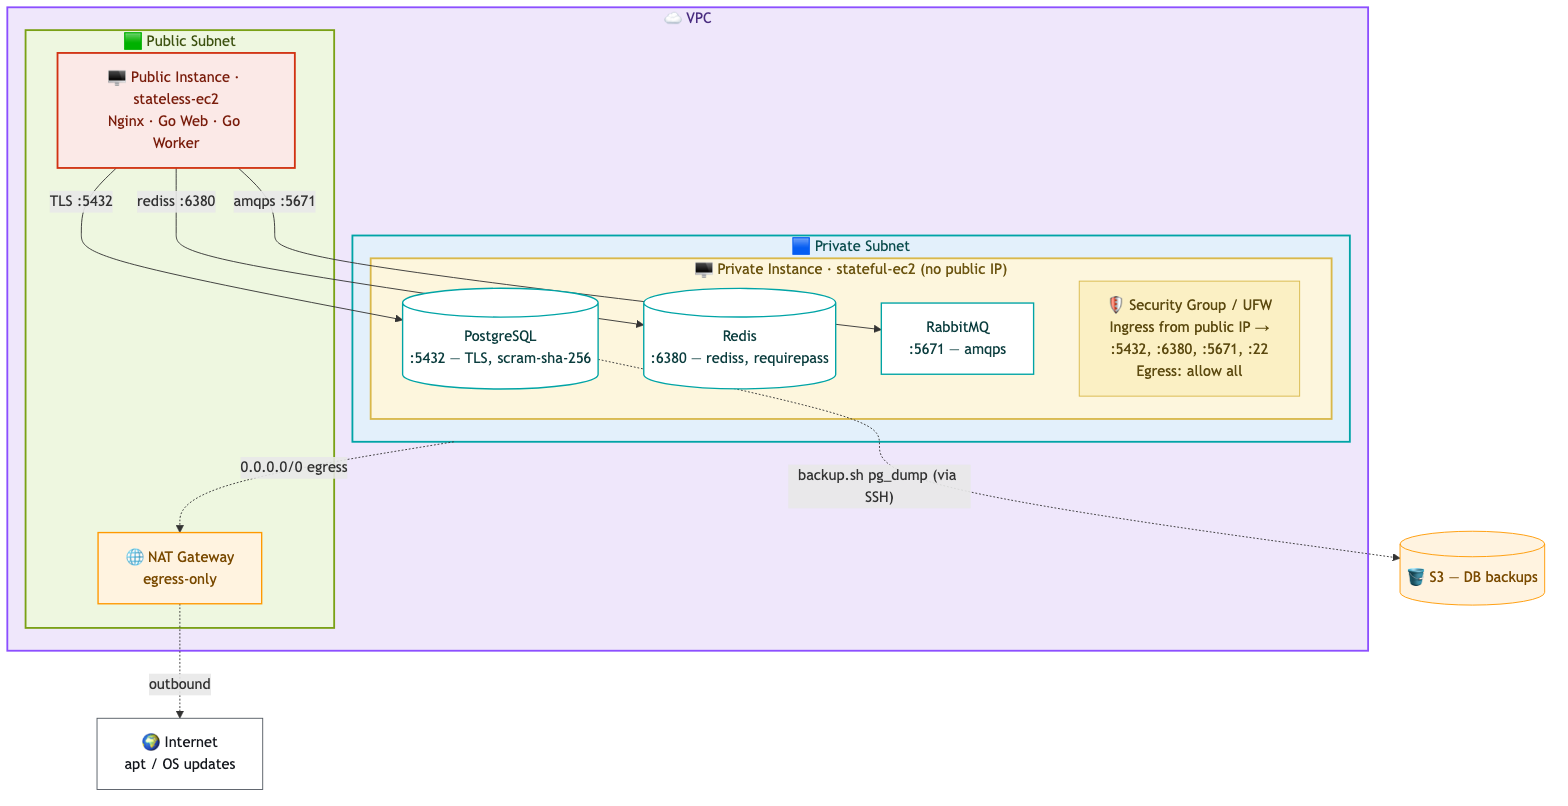 ☁️ VPC
🟩 Public Subnet
🖥️ Public Instance ·
stateless-ec2
Nginx · Go Web · Go
Worker
TLS :5432
rediss :6380
amqps :5671
🟦 Private Subnet
🖥️ Private Instance · stateful-ec2 (no public IP)
PostgreSQL
:5432 — TLS, scram-sha-256
Redis
:6380 — rediss, requirepass
RabbitMQ
:5671 — amqps
🛡️ Security Group / UFW
Ingress from public IP →
:5432, :6380, :5671, :22
Egress: allow all
0.0.0.0/0 egress
backup.sh pg_dump (via
SSH)
🌐 NAT Gateway
egress-only
🪣 S3 — DB backups
outbound
🌍 Internet
apt / OS updates